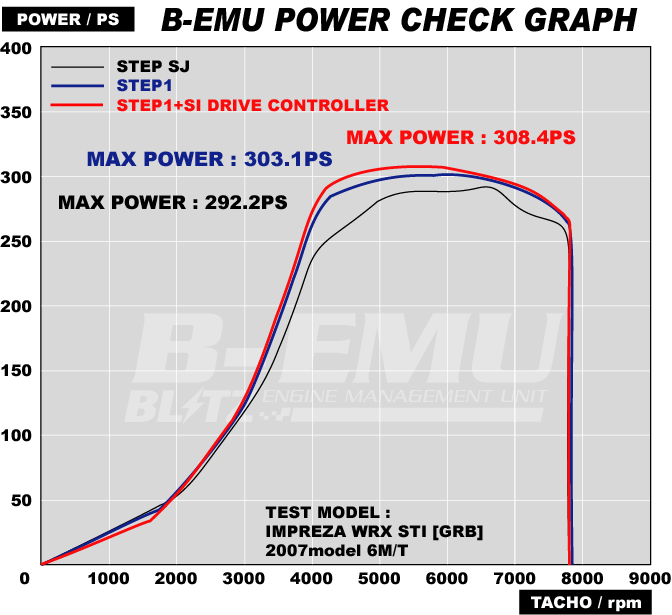 POWER / PS
B-EMU POWER CHECK GRAPH
400
350
300
250
200
150
100
50
0
STEP SJ
STEP1
STEP1+SI DRIVE CONTROLLER
MAX POWER : 308.4PS
MAX POWER : 303.1PS
MAX POWER : 292.2PS
B-EMU
BLITZ
ENGINE MANAGEMENT UNIT
TEST MODEL :
IMPREZA WRX STI [GRB]
2007model 6M/T
1000 2000 3000 4000 5000 6000 7000 8000 9000
TACHO / rpm